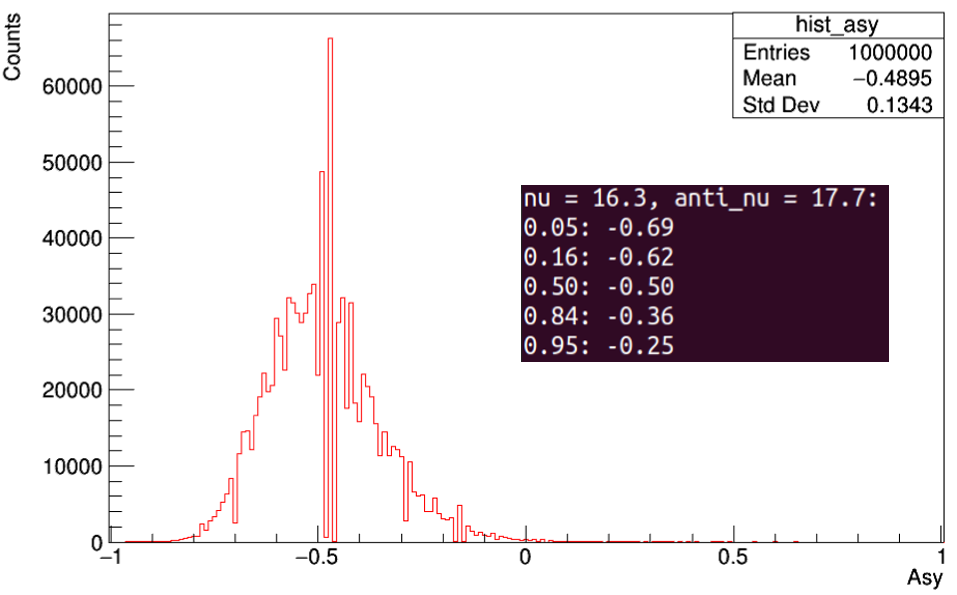 Counts
hist_asy
Entries 1000000
Mean −0.4895
Std Dev 0.1343
60000
50000
40000
30000
20000
10000
0
nu = 16.3, anti_nu = 17.7:
0.05: -0.69
0.16: -0.62
0.50: -0.50
0.84: -0.36
0.95: -0.25
−1 −0.5 0 0.5 1
Asy